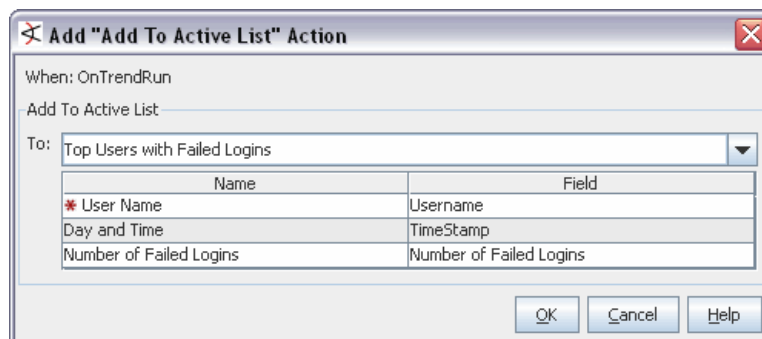 Add "Add To Active List" Action
When: OnTrendRun
Add To Active List
To: Top Users with Failed Logins
Name Field
* User Name Username
Day and Time TimeStamp
Number of Failed Logins Number of Failed Logins
OK Cancel Help